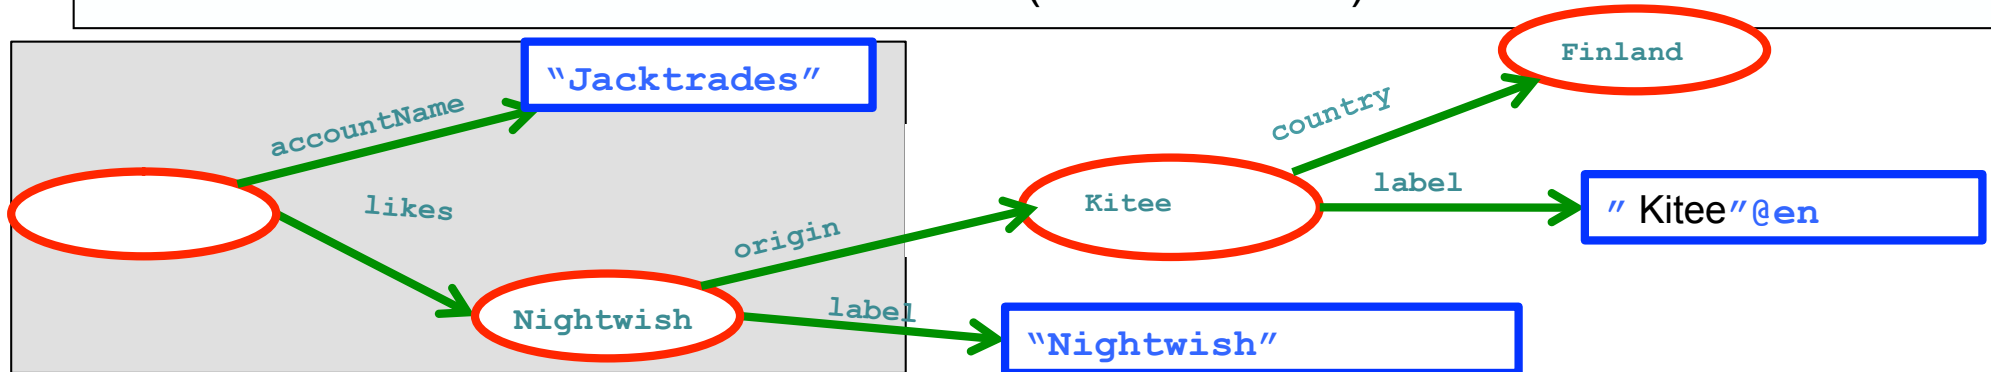 “Jacktrades”
accountName
likes
Nightwish
origin
label
“Nightwish”
Kitee
country
Finland
label
” Kitee”@en